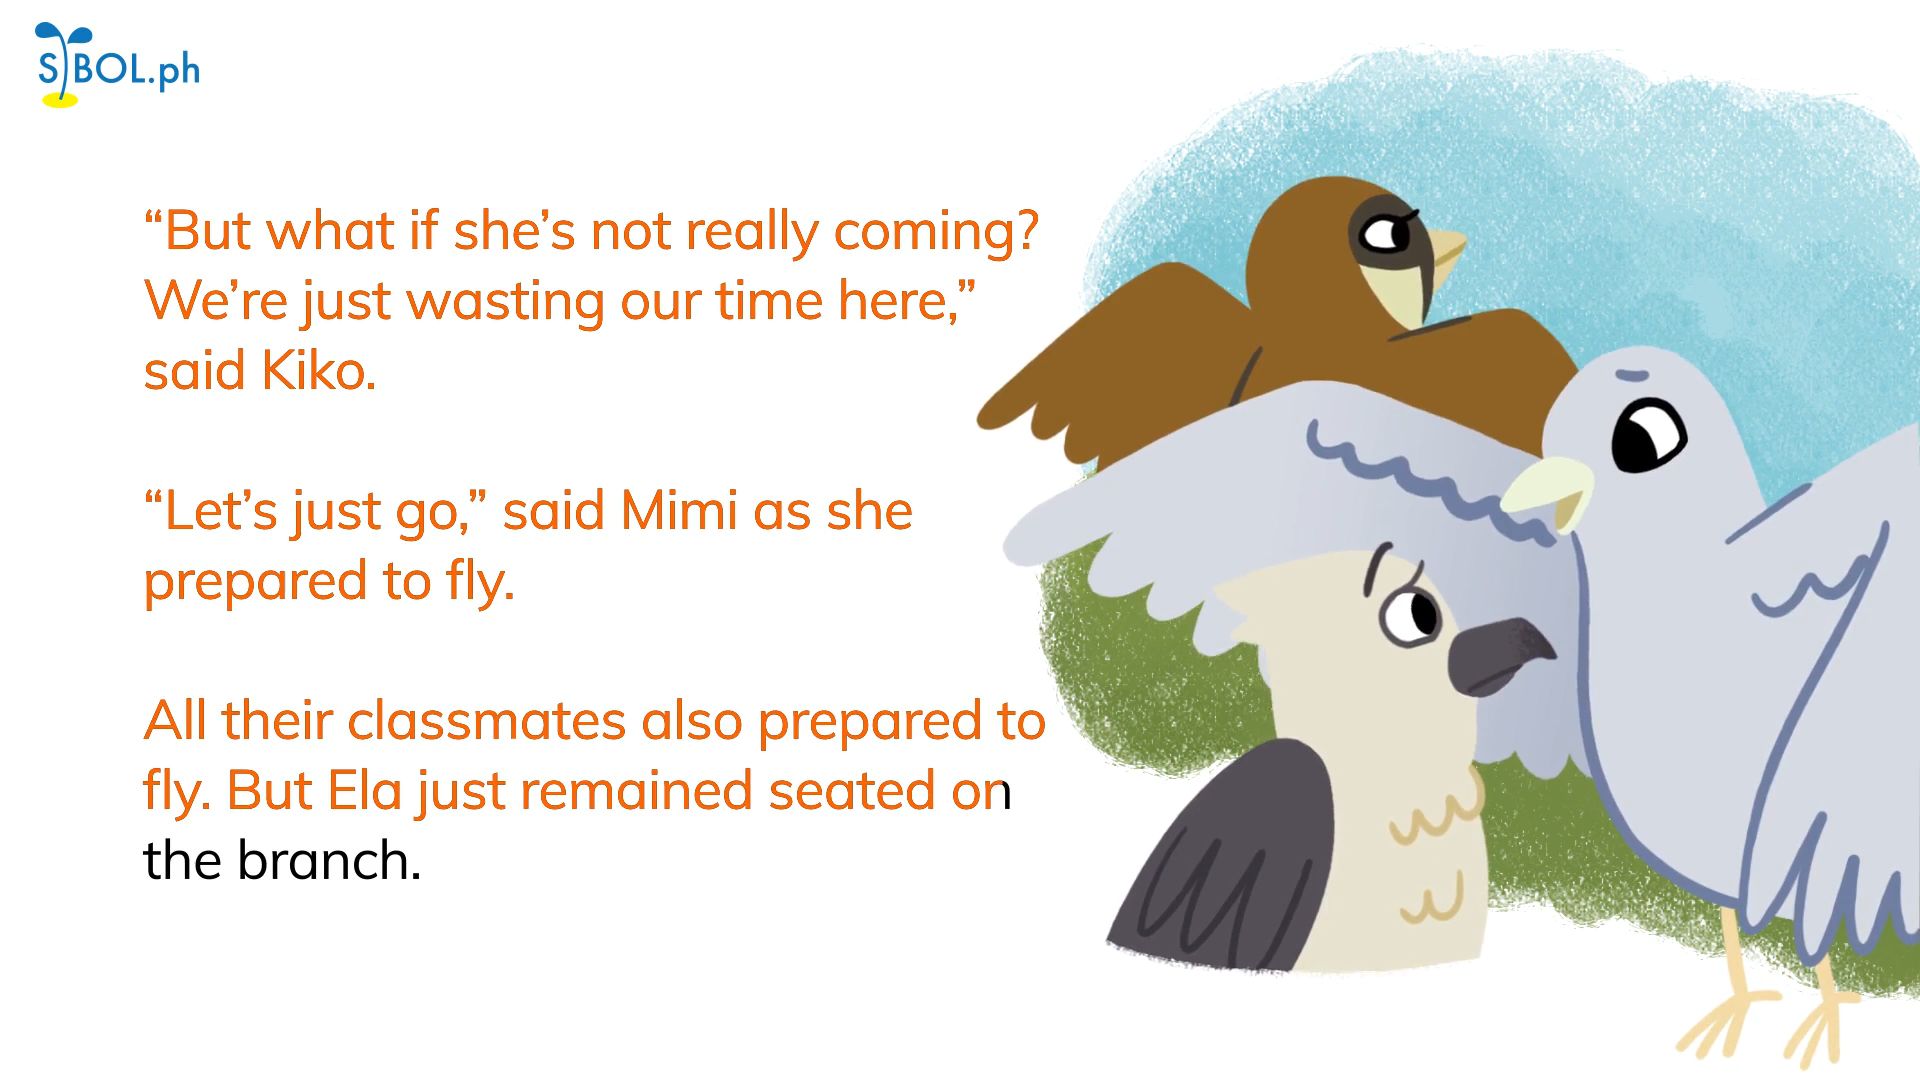 SIBOL.ph
“But what if she’s not really coming?
We’re just wasting our time here,”
said Kiko.
“Let’s just go,” said Mimi as she
prepared to fly.
All their classmates also prepared to
fly. But Ela just remained seated on
the branch.